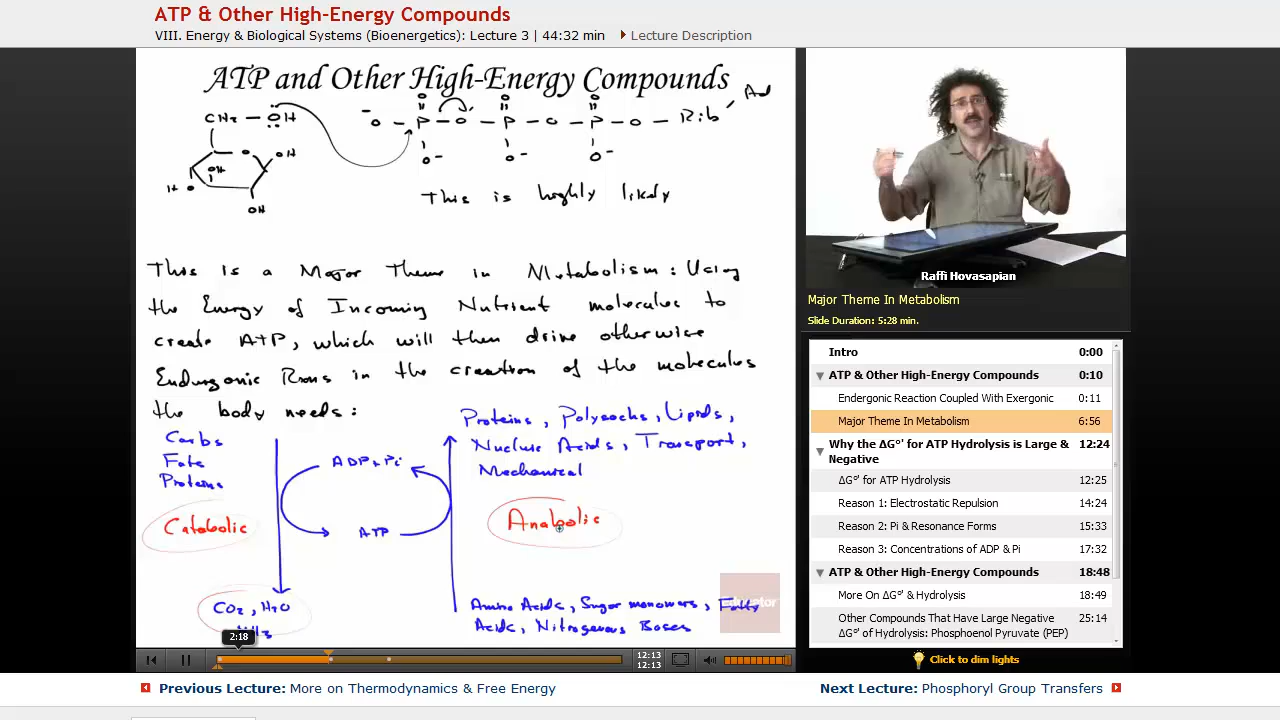 ATP & Other High-Energy Compounds
VIII. Energy & Biological Systems (Bioenergetics): Lecture 3 | 44:32 min Lecture Description
ATP and Other High-Energy Compounds
CH2 – OH
O
OH
OH
HO
OH
– O – P – O – P – O – P – O – Rib
O O O
O– O– O–
This is highly likely
This is a Major Theme in Metabolism: Using
the Energy of Incoming Nutrient molecules to
create ATP, which will then drive otherwise
Endergonic Rxns in the creation of the molecules
the body needs:
Carbs
Fats
Proteins
Catabolic
CO2, H2O
ADP + Pi
ATP
Proteins, Polysacchs, Lipids,
Nucleic Acids, Transport,
Mechanical
Anabolic
Amino Acids, Sugar monomers, Fatty
Acids, Nitrogenous Bases
2:18
12:13
12:13
Raffi Hovasapian
Major Theme In Metabolism
Slide Duration: 5:28 min.
Intro 0:00
ATP & Other High-Energy Compounds 0:10
Endergonic Reaction Coupled With Exergonic 0:11
Major Theme In Metabolism 6:56
Why the ΔG°' for ATP Hydrolysis is Large & 12:24
Negative
ΔG°' for ATP Hydrolysis 12:25
Reason 1: Electrostatic Repulsion 14:23
Reason 2: Pi & Resonance Forms 15:33
Reason 3: Concentrations of ADP & Pi 17:32
ATP & Other High-Energy Compounds 18:48
More On ΔG°' & Hydrolysis 18:49
Other Compounds That Have Large Negative 25:14
ΔG°' of Hydrolysis: Phosphoenol Pyruvate (PEP)
Click to dim lights
Previous Lecture: More on Thermodynamics & Free Energy
Next Lecture: Phosphoryl Group Transfers